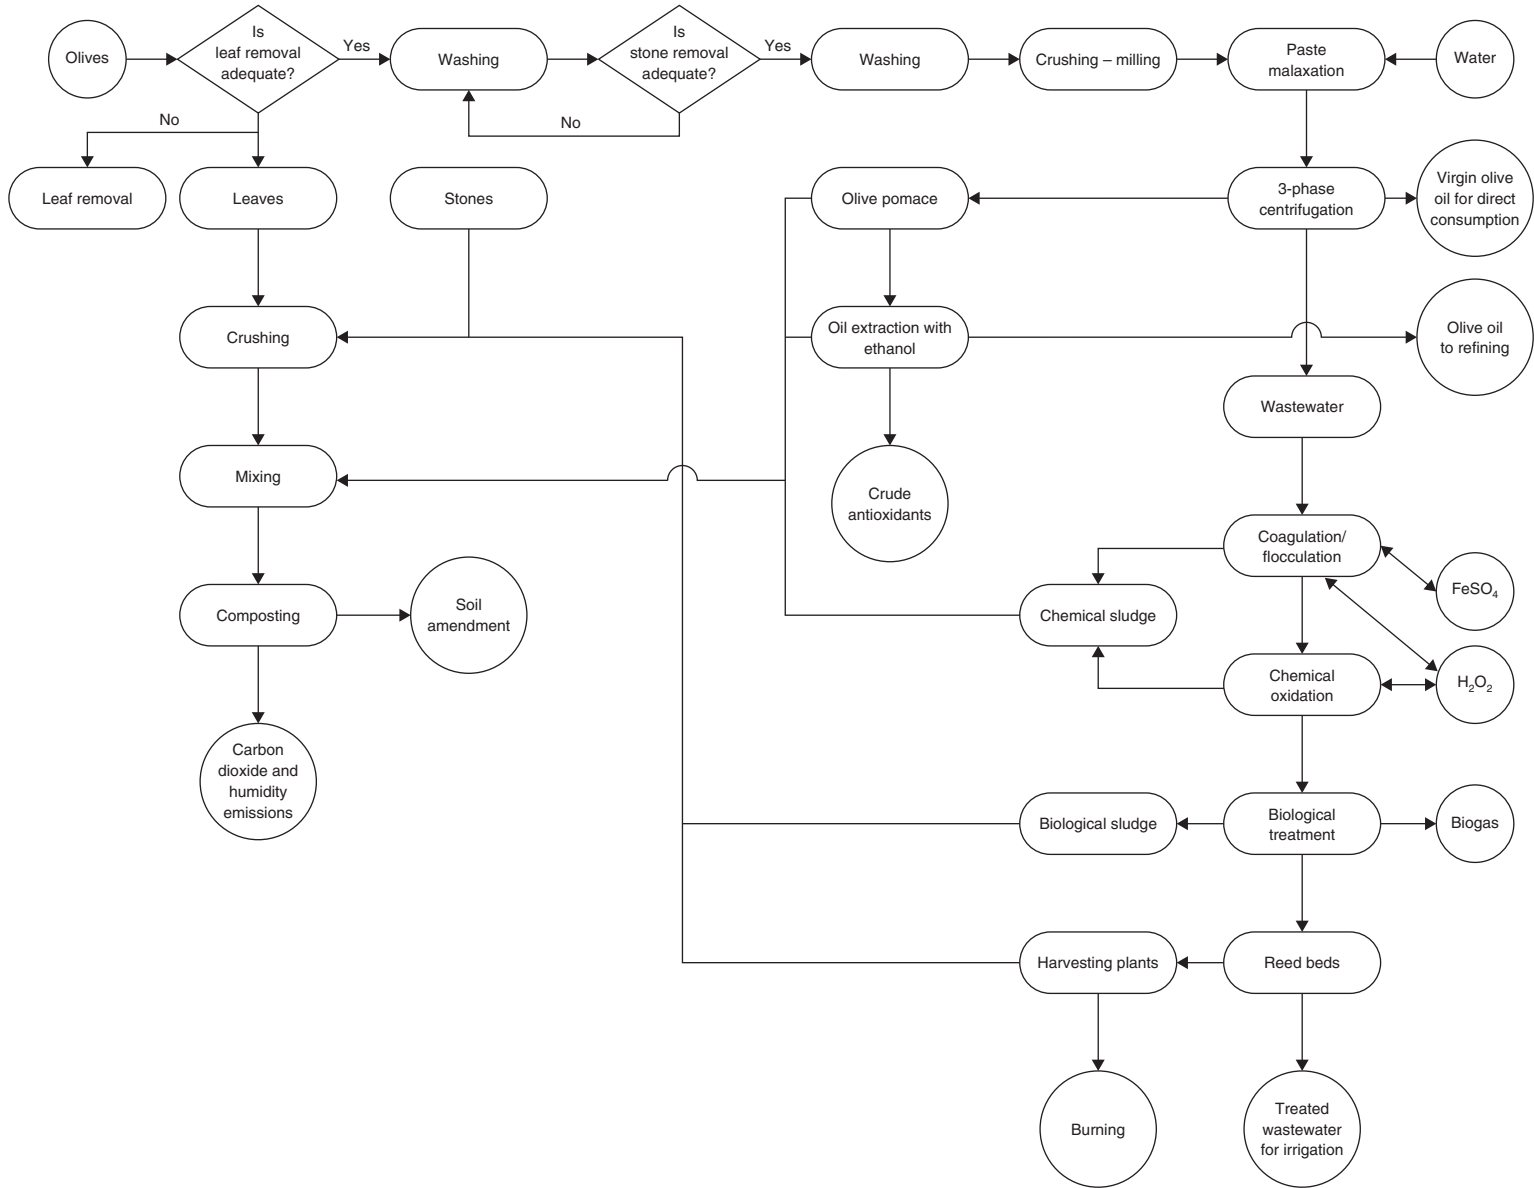 Olives
Is
leaf removal
adequate?
Yes
Washing
Is
stone removal
adequate?
Yes
Washing
Crushing – milling
Paste
malaxation
Water
No
No
Leaf removal
Leaves
Stones
Olive pomace
3-phase
centrifugation
Virgin olive
oil for direct
consumption
Crushing
Oil extraction with
ethanol
Olive oil
to refining
Wastewater
Mixing
Crude
antioxidants
Coagulation/
flocculation
FeSO₄
Composting
Soil
amendment
Chemical sludge
Chemical
oxidation
H₂O₂
Carbon
dioxide and
humidity
emissions
Biological sludge
Biological
treatment
Biogas
Harvesting plants
Reed beds
Burning
Treated
wastewater
for irrigation